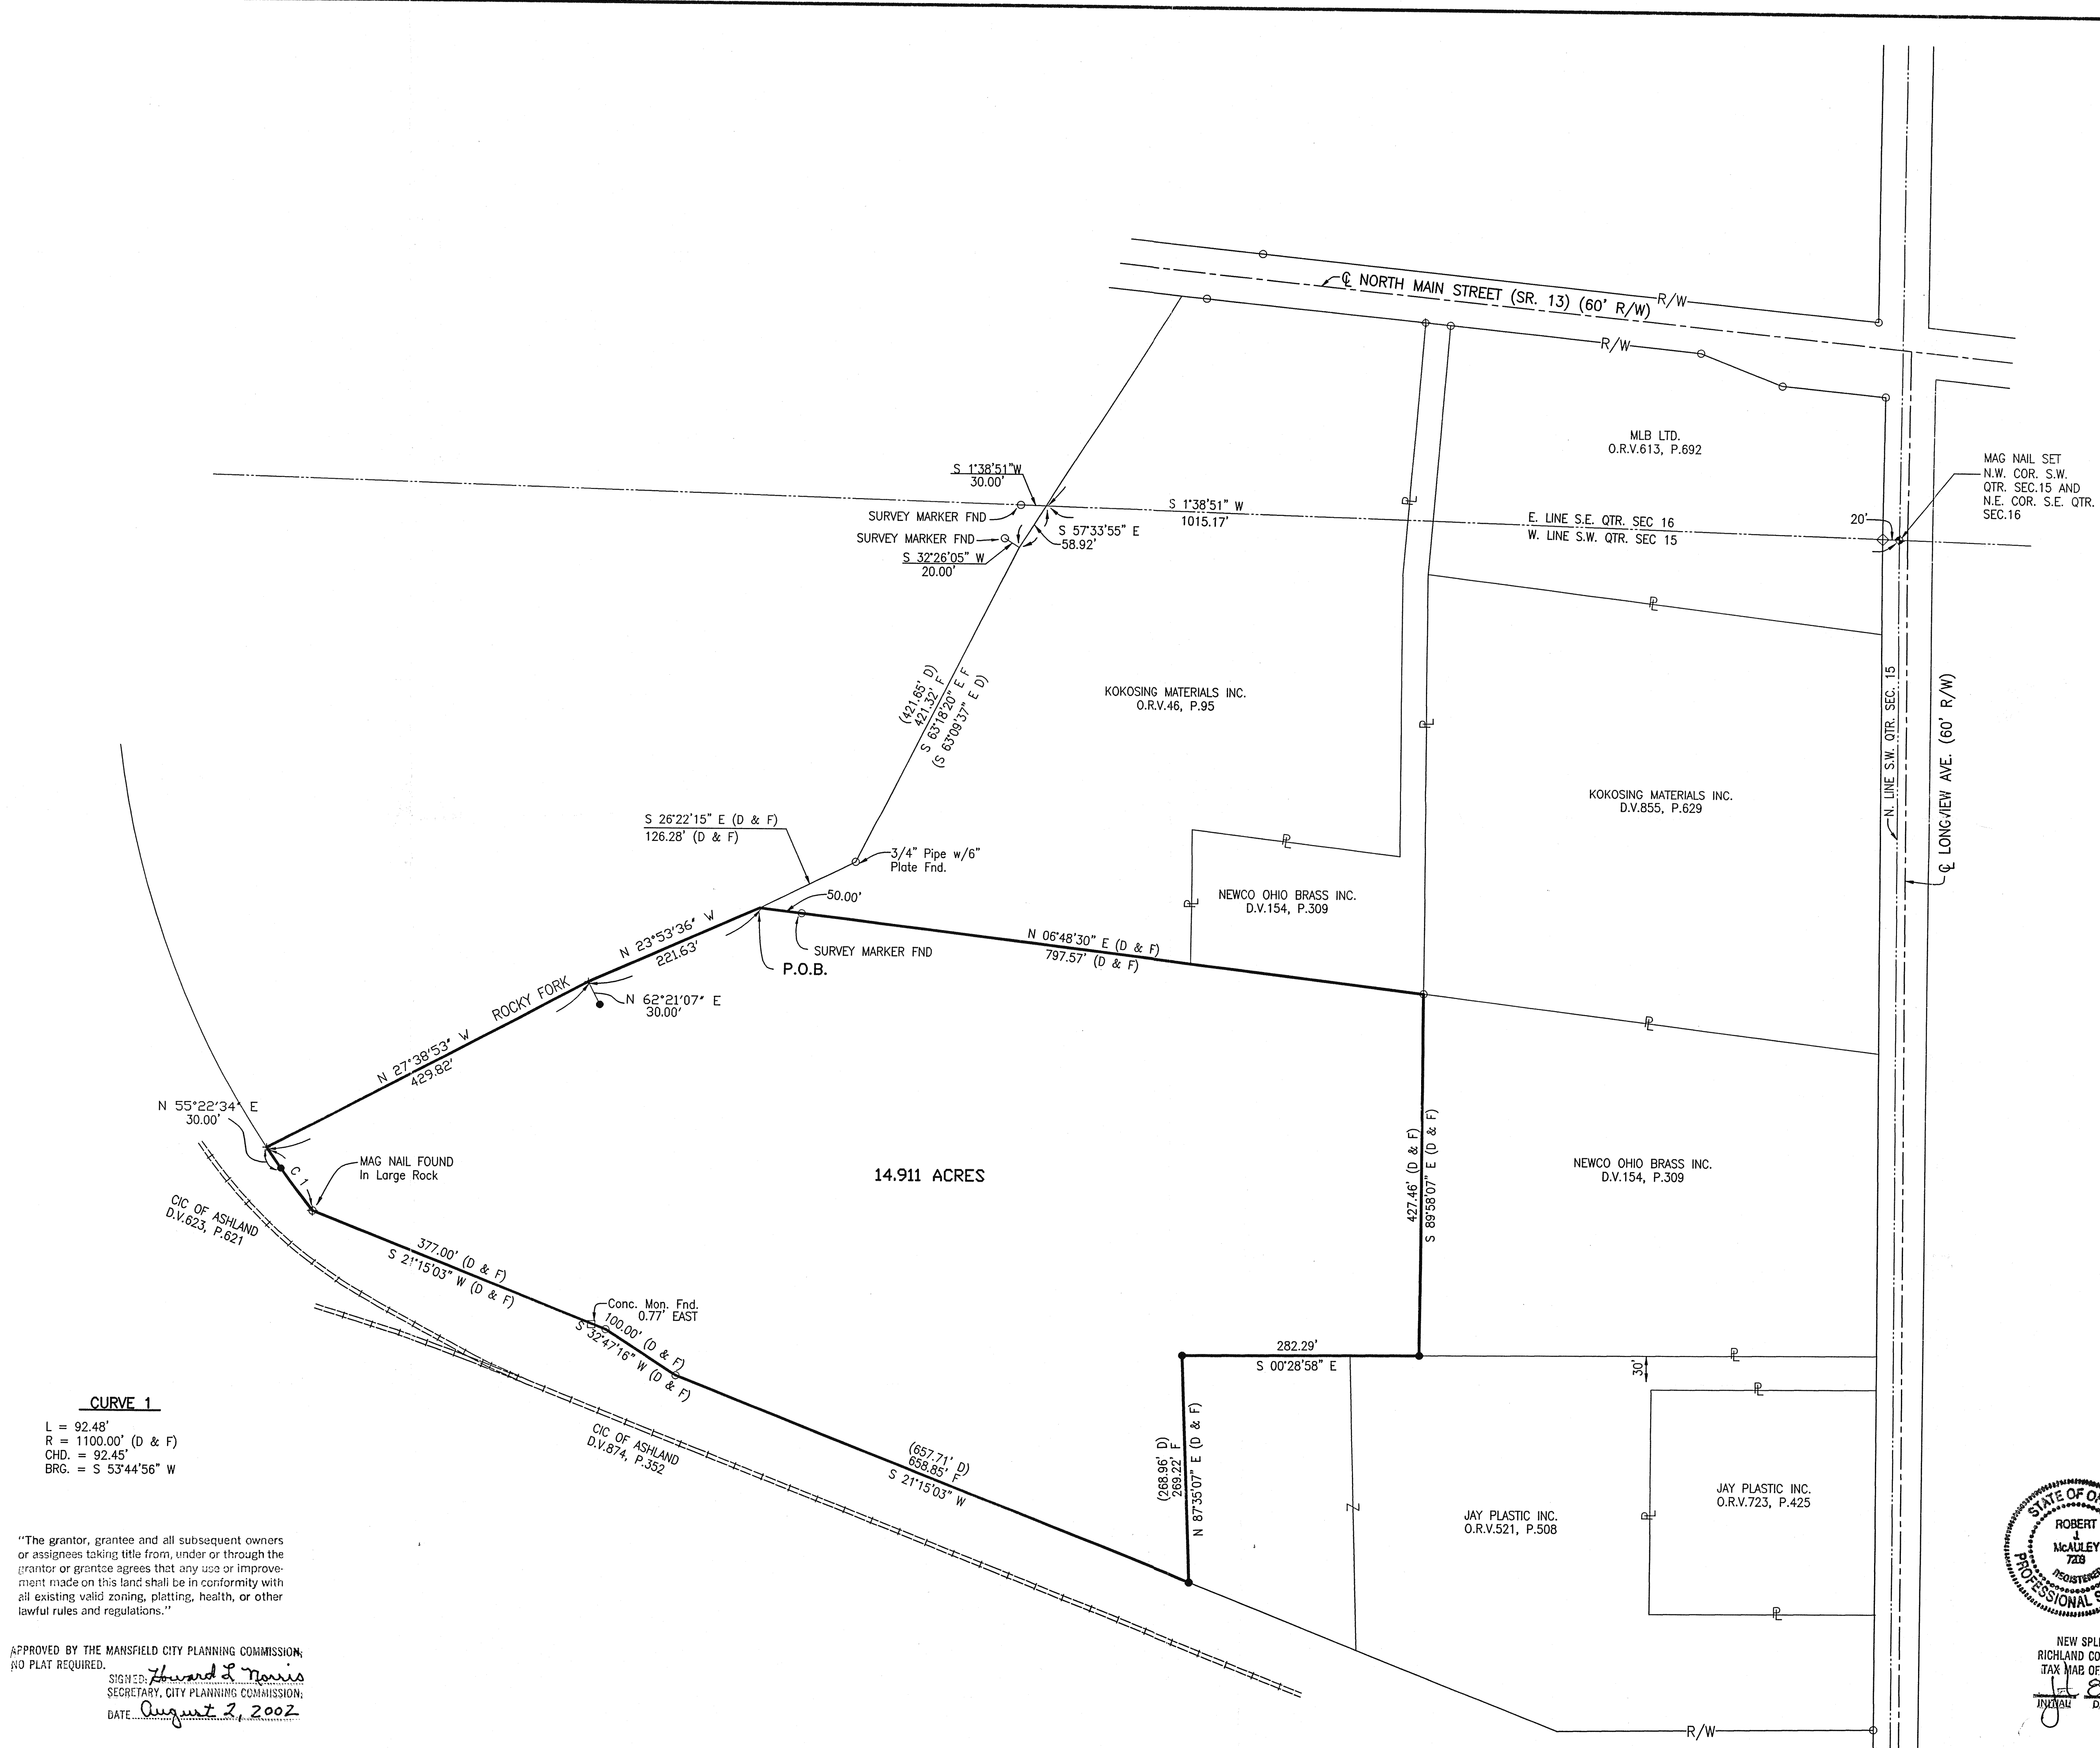 ℄ NORTH MAIN STREET (SR. 13) (60' R/W)
R/W
R/W
MLB LTD.
O.R.V.613, P.692
MAG NAIL SET
N.W. COR. S.W.
QTR. SEC.15 AND
N.E. COR. S.E. QTR.
SEC.16
20'
S 1°38'51"W
30.00'
SURVEY MARKER FND
SURVEY MARKER FND
S 32°26'05" W
20.00'
S 57°33'55" E
58.92'
S 1°38'51" W
1015.17'
E. LINE S.E. QTR. SEC 16
W. LINE S.W. QTR. SEC 15
PL
PL
PL
(421.65' D)
421.32' F
S 63°18'20" E F
(S 63°09'37" E D)
KOKOSING MATERIALS INC.
O.R.V.46, P.95
KOKOSING MATERIALS INC.
D.V.855, P.629
N. LINE S.W. QTR. SEC. 15
℄ LONGVIEW AVE. (60' R/W)
S 26°22'15" E (D & F)
126.28' (D & F)
3/4" Pipe w/6"
Plate Fnd.
PL
PL
NEWCO OHIO BRASS INC.
D.V.154, P.309
50.00'
SURVEY MARKER FND
P.O.B.
N 06°48'30" E (D & F)
797.57' (D & F)
PL
N 23°53'36" W
221.63'
ROCKY FORK
N 62°21'07" E
30.00'
N 27°38'53" W
429.82'
N 55°22'34" E
30.00'
C 1
MAG NAIL FOUND
In Large Rock
14.911 ACRES
427.46' (D & F)
S 89°58'07" E (D & F)
NEWCO OHIO BRASS INC.
D.V.154, P.309
CIC OF ASHLAND
D.V.623, P.621
377.00' (D & F)
S 21°15'03" W (D & F)
Conc. Mon. Fnd.
0.77' EAST
100.00' (D & F)
S 32°47'16" W (D & F)
282.29'
S 00°28'58" E
PL
30'
PL
CURVE 1
L = 92.48'
R = 1100.00' (D & F)
CHD. = 92.45'
BRG. = S 53°44'56" W
CIC OF ASHLAND
D.V.874, P.352
(657.71' D)
658.85' F
S 21°15'03" W
(268.96' D)
269.22' F
N 87°35'07" E (D & F)
Z
JAY PLASTIC INC.
O.R.V.521, P.508
PL
JAY PLASTIC INC.
O.R.V.723, P.425
PL
R/W
"The grantor, grantee and all subsequent owners
or assignees taking title from, under or through the
grantor or grantee agrees that any use or improve-
ment made on this land shall be in conformity with
all existing valid zoning, platting, health, or other
lawful rules and regulations."
APPROVED BY THE MANSFIELD CITY PLANNING COMMISSION;
NO PLAT REQUIRED.
SIGNED: Howard L Norris
SECRETARY, CITY PLANNING COMMISSION;
DATE August 2, 2002
STATE OF
ROBERT
J.
McAULEY
7209
REGISTERED
PROFESSIONAL
NEW
RICHLAND
TAX MAP
INITIAL